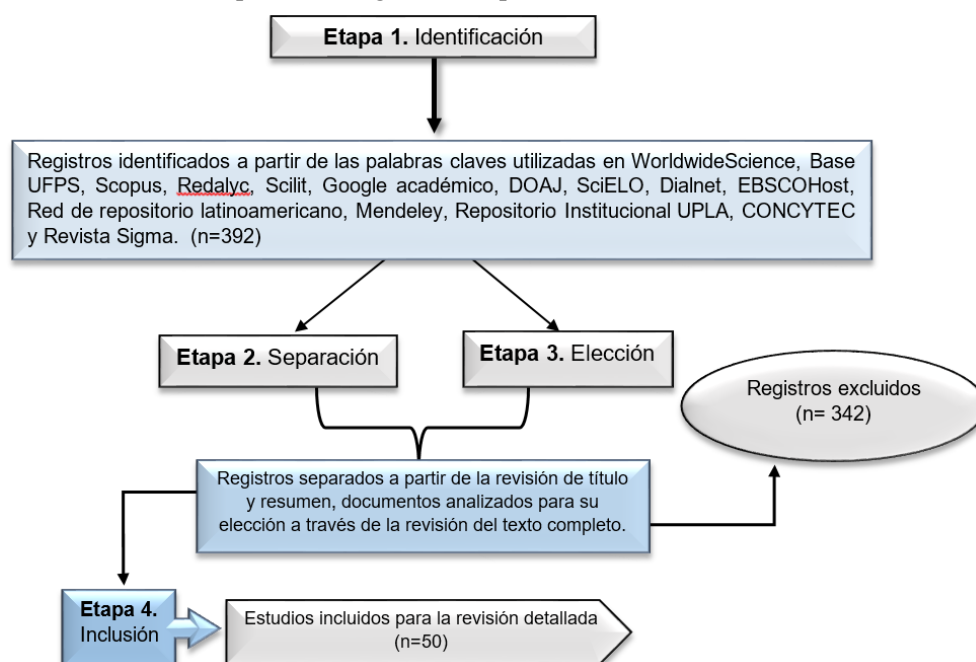 Etapa 1. Identificación
Registros identificados a partir de las palabras claves utilizadas en WorldwideScience, Base
UFPS, Scopus, Redalyc, Scilit, Google académico, DOAJ, SciELO, Dialnet, EBSCOHost,
Red de repositorio latinoamericano, Mendeley, Repositorio Institucional UPLA, CONCYTEC
y Revista Sigma. (n=392)
Etapa 2. Separación
Etapa 3. Elección
Registros excluidos
(n= 342)
Registros separados a partir de la revisión de título
y resumen, documentos analizados para su
elección a través de la revisión del texto completo.
Etapa 4.
Inclusión
Estudios incluidos para la revisión detallada
(n=50)